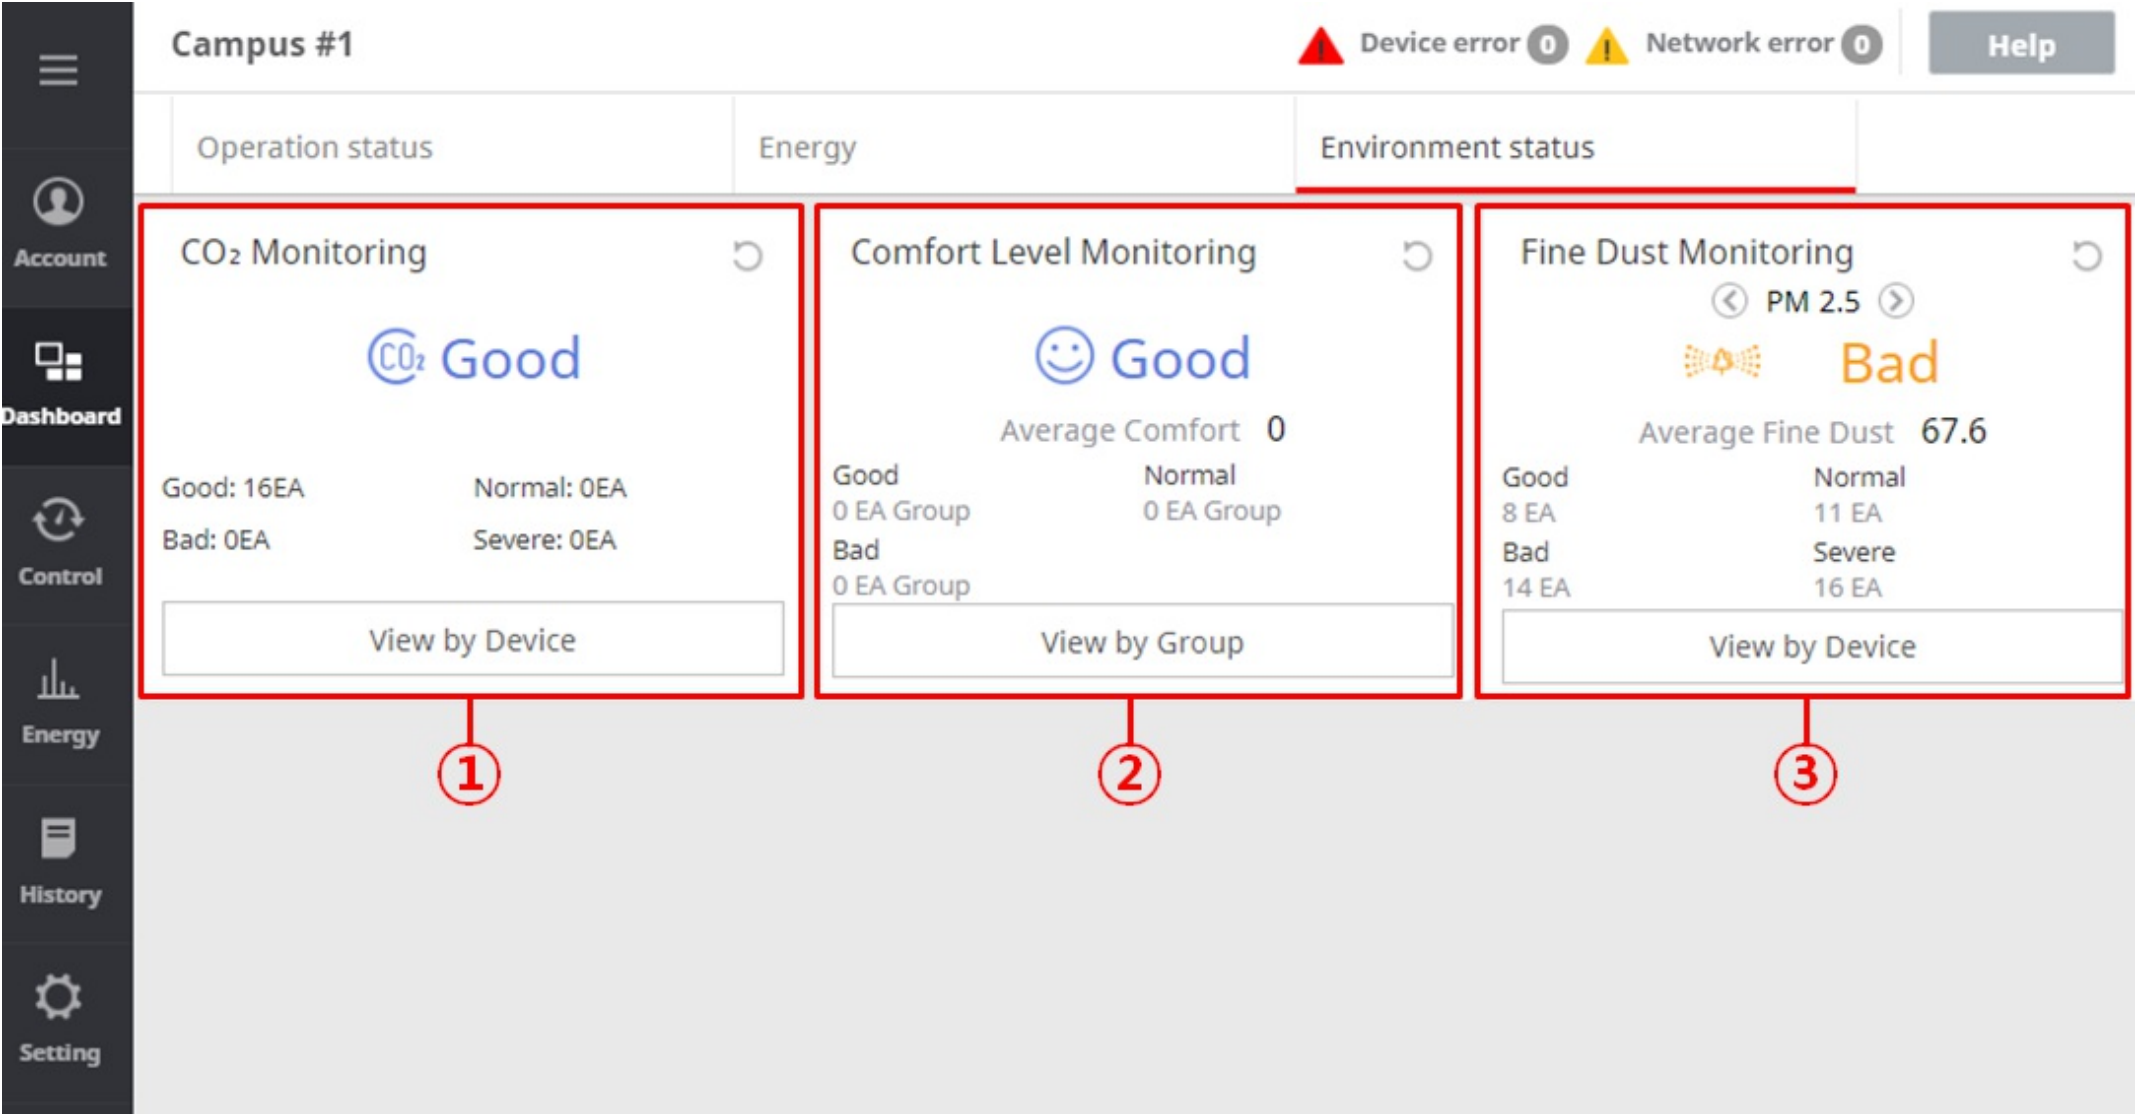 Campus #1
Device error 0
Network error 0
Help
Account
Dashboard
Control
Energy
History
Setting
Operation status
Energy
Environment status
CO₂ Monitoring
CO₂ Good
Good: 16EA
Normal: 0EA
Bad: 0EA
Severe: 0EA
View by Device
1
Comfort Level Monitoring
Good
Average Comfort 0
Good
Normal
0 EA Group
0 EA Group
Bad
0 EA Group
View by Group
2
Fine Dust Monitoring
PM 2.5
Bad
Average Fine Dust 67.6
Good
Normal
8 EA
11 EA
Bad
Severe
14 EA
16 EA
View by Device
3